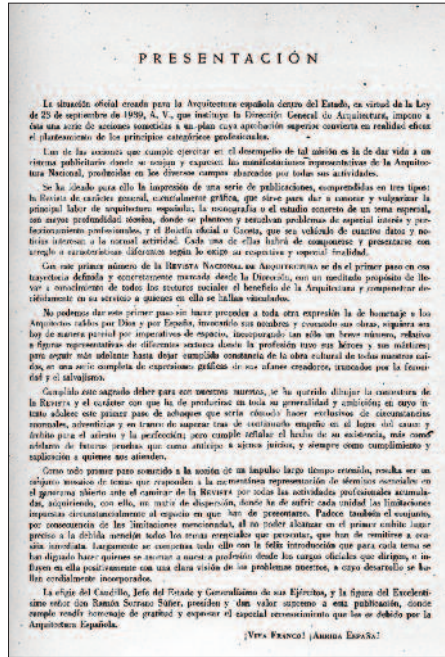 PRESENTACIÓN
La situación oficial creada para la Arquitectura española dentro del Estado, en virtud de la Ley
de 23 de septiembre de 1939, A. V., que instituye la Dirección General de Arquitectura, impone a
ésta una serie de acciones sometidas a un plan cuya aprobación superior convierta en realidad eficaz
el planteamiento de los principios categóricos profesionales.
Una de las acciones que cumple ejercitar en el desempeño de tal misión es la de dar vida a un
sistema publicitario donde se acojan y expresen las manifestaciones representativas de la Arquitec-
tura Nacional, producidas en los diversos campos abarcados por todas sus actividades.
Se ha ideado para ello la impresión de una serie de publicaciones, comprendidas en tres tipos:
la Revista de carácter general, esencialmente gráfica, que sirve para dar a conocer y vulgarizar la
principal labor de arquitectura española; la monografía o el estudio concreto de un tema especial,
con mayor profundidad técnica, donde se planteen y resuelvan problemas de especial interés y per-
feccionamiento profesionales, y el Boletín oficial o Gaceta, que sea vehículo de cuantos datos y no-
ticias interesen a la normal actividad. Cada una de ellas habrá de componerse y presentarse con
arreglo a características diferentes según lo exige su respectiva y especial finalidad.
Con este primer número de la REVISTA NACIONAL DE ARQUITECTURA se da el primer paso en esa
trayectoria definida y concretamente marcada desde la Dirección, con un meditado propósito de lle-
var a conocimiento de todos los sectores sociales el beneficio de la Arquitectura y compenetrar de-
cididamente en su servicio a quienes en ella se hallan vinculados.
No podemos dar este primer paso sin hacer preceder a toda otra expresión la de homenaje a los
Arquitectos caídos por Dios y por España, invocando sus nombres y evocando sus obras, siquiera sea
hoy de manera parcial por imperativos de espacio, incorporando tan sólo un breve número, relativo
a figuras representativas de diferentes sectores donde la profesión tuvo sus héroes y sus mártires;
para seguir más adelante hasta dejar cumplida constancia de la obra cultural de todos nuestros caí-
dos, en una serie completa de expresiones gráficas de sus afanes creadores, truncados por la feroci-
dad y el salvajismo.
Cumplido este sagrado deber para con nuestros muertos, se ha querido dibujar la contextura de
la REVISTA y el carácter con que ha de producirse en toda su generalidad y ambición; en cuyo in-
tento adolece este primer paso de achaques que sería cómodo hacer exclusivos de circunstancias
anormales, adventicias y en trance de superar tras de continuado empeño en el logro del cauce y
ámbito para el acierto y la perfección; pero cumple señalar el hecho de su existencia, más como
adelanto de futuras pruebas que como anticipo a ajenos juicios, y siempre como cumplimiento y
explicación a quienes nos atienden.
Como todo primer paso sometido a la acción de un impulso largo tiempo retenido, resulta ser un
conjunto mosaico de temas que responden a la momentánea representación de términos esenciales en
el panorama abierto ante el caminar de la REVISTA por todas las actividades profesionales acumula-
das, adquiriendo, con ello, un matiz de dispersión, donde ha de sufrir cada unidad las limitaciones
impuestas circunstancialmente al espacio en que han de presentarse. Padece también el conjunto,
por consecuencia de las limitaciones mencionadas, al no poder alcanzar en el primer ámbito lugar
preciso a la debida mención todos los temas esenciales que presentar, que han de remitirse a oca-
sión inmediata. Largamente se compensa todo ello con la feliz introducción que para cada tema se
han dignado hacer quienes se asoman a nuestra profesión desde los cargos oficiales que dirigen, o in-
fluyen en ella positivamente con una clara visión de los problemas nuestros, a cuyo desarrollo se ha-
llan cordialmente incorporados.
La efigie del Caudillo, Jefe del Estado y Generalísimo de sus Ejércitos, y la figura del Excelentí-
simo señor don Ramón Serrano Súñer, presiden y dan valor supremo a esta publicación, donde
cumple rendir homenaje de gratitud y expresar el especial reconocimiento que les es debido por la
Arquitectura Española.
¡VIVA FRANCO! ¡ARRIBA ESPAÑA!